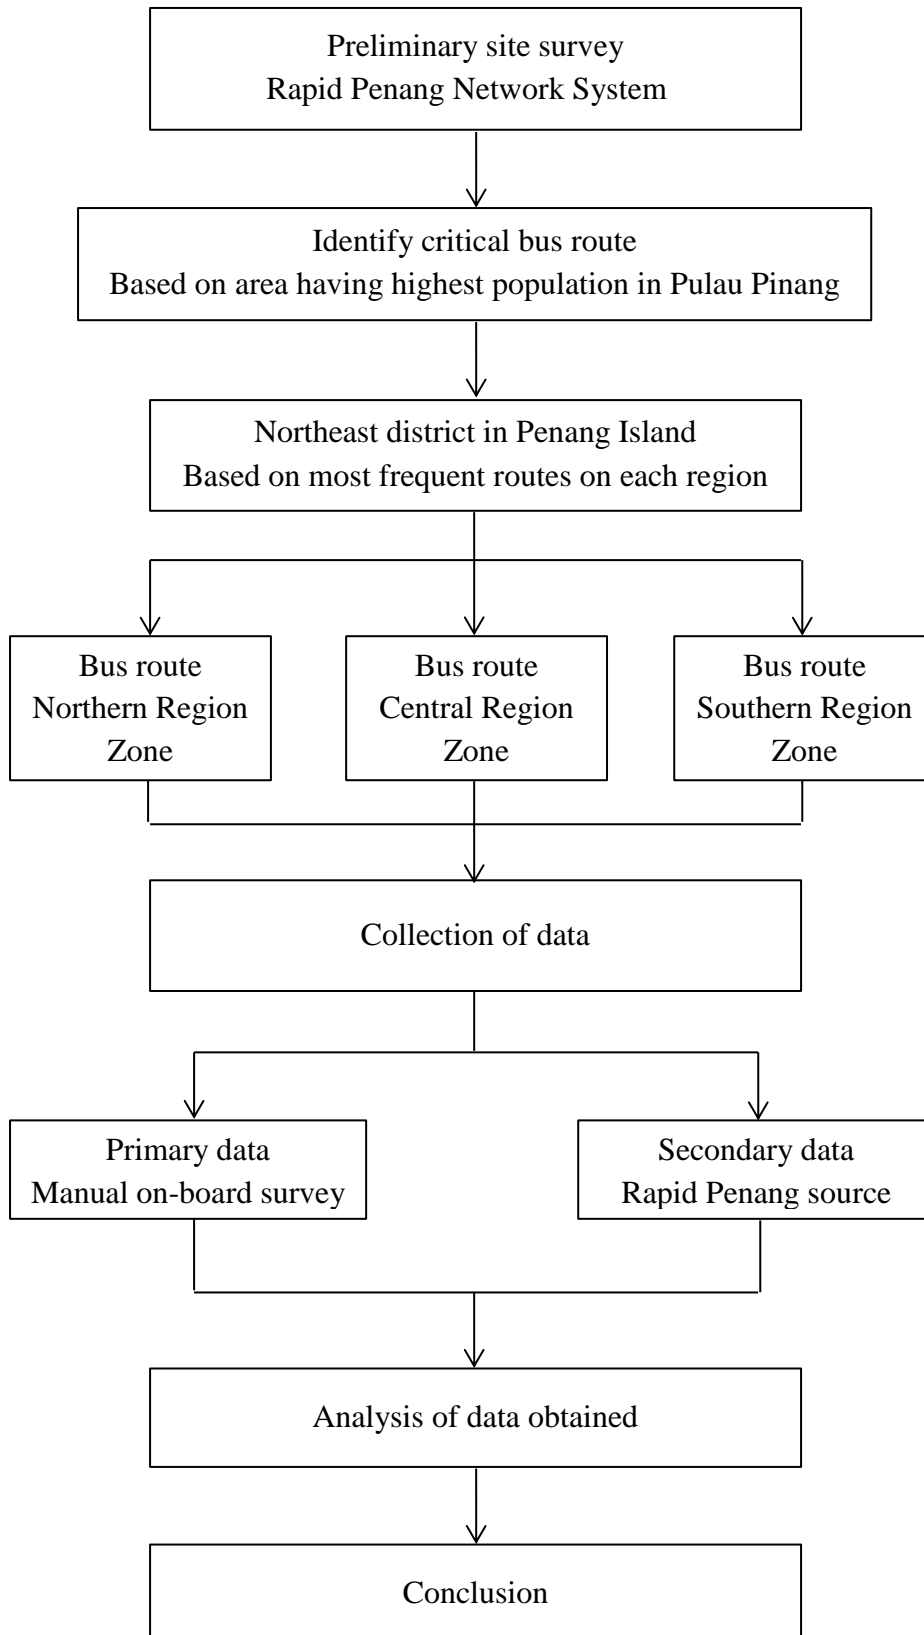 Preliminary site survey
Rapid Penang Network System
Identify critical bus route
Based on area having highest population in Pulau Pinang
Northeast district in Penang Island
Based on most frequent routes on each region
Bus route
Northern Region
Zone
Bus route
Central Region
Zone
Bus route
Southern Region
Zone
Collection of data
Primary data
Manual on-board survey
Secondary data
Rapid Penang source
Analysis of data obtained
Conclusion